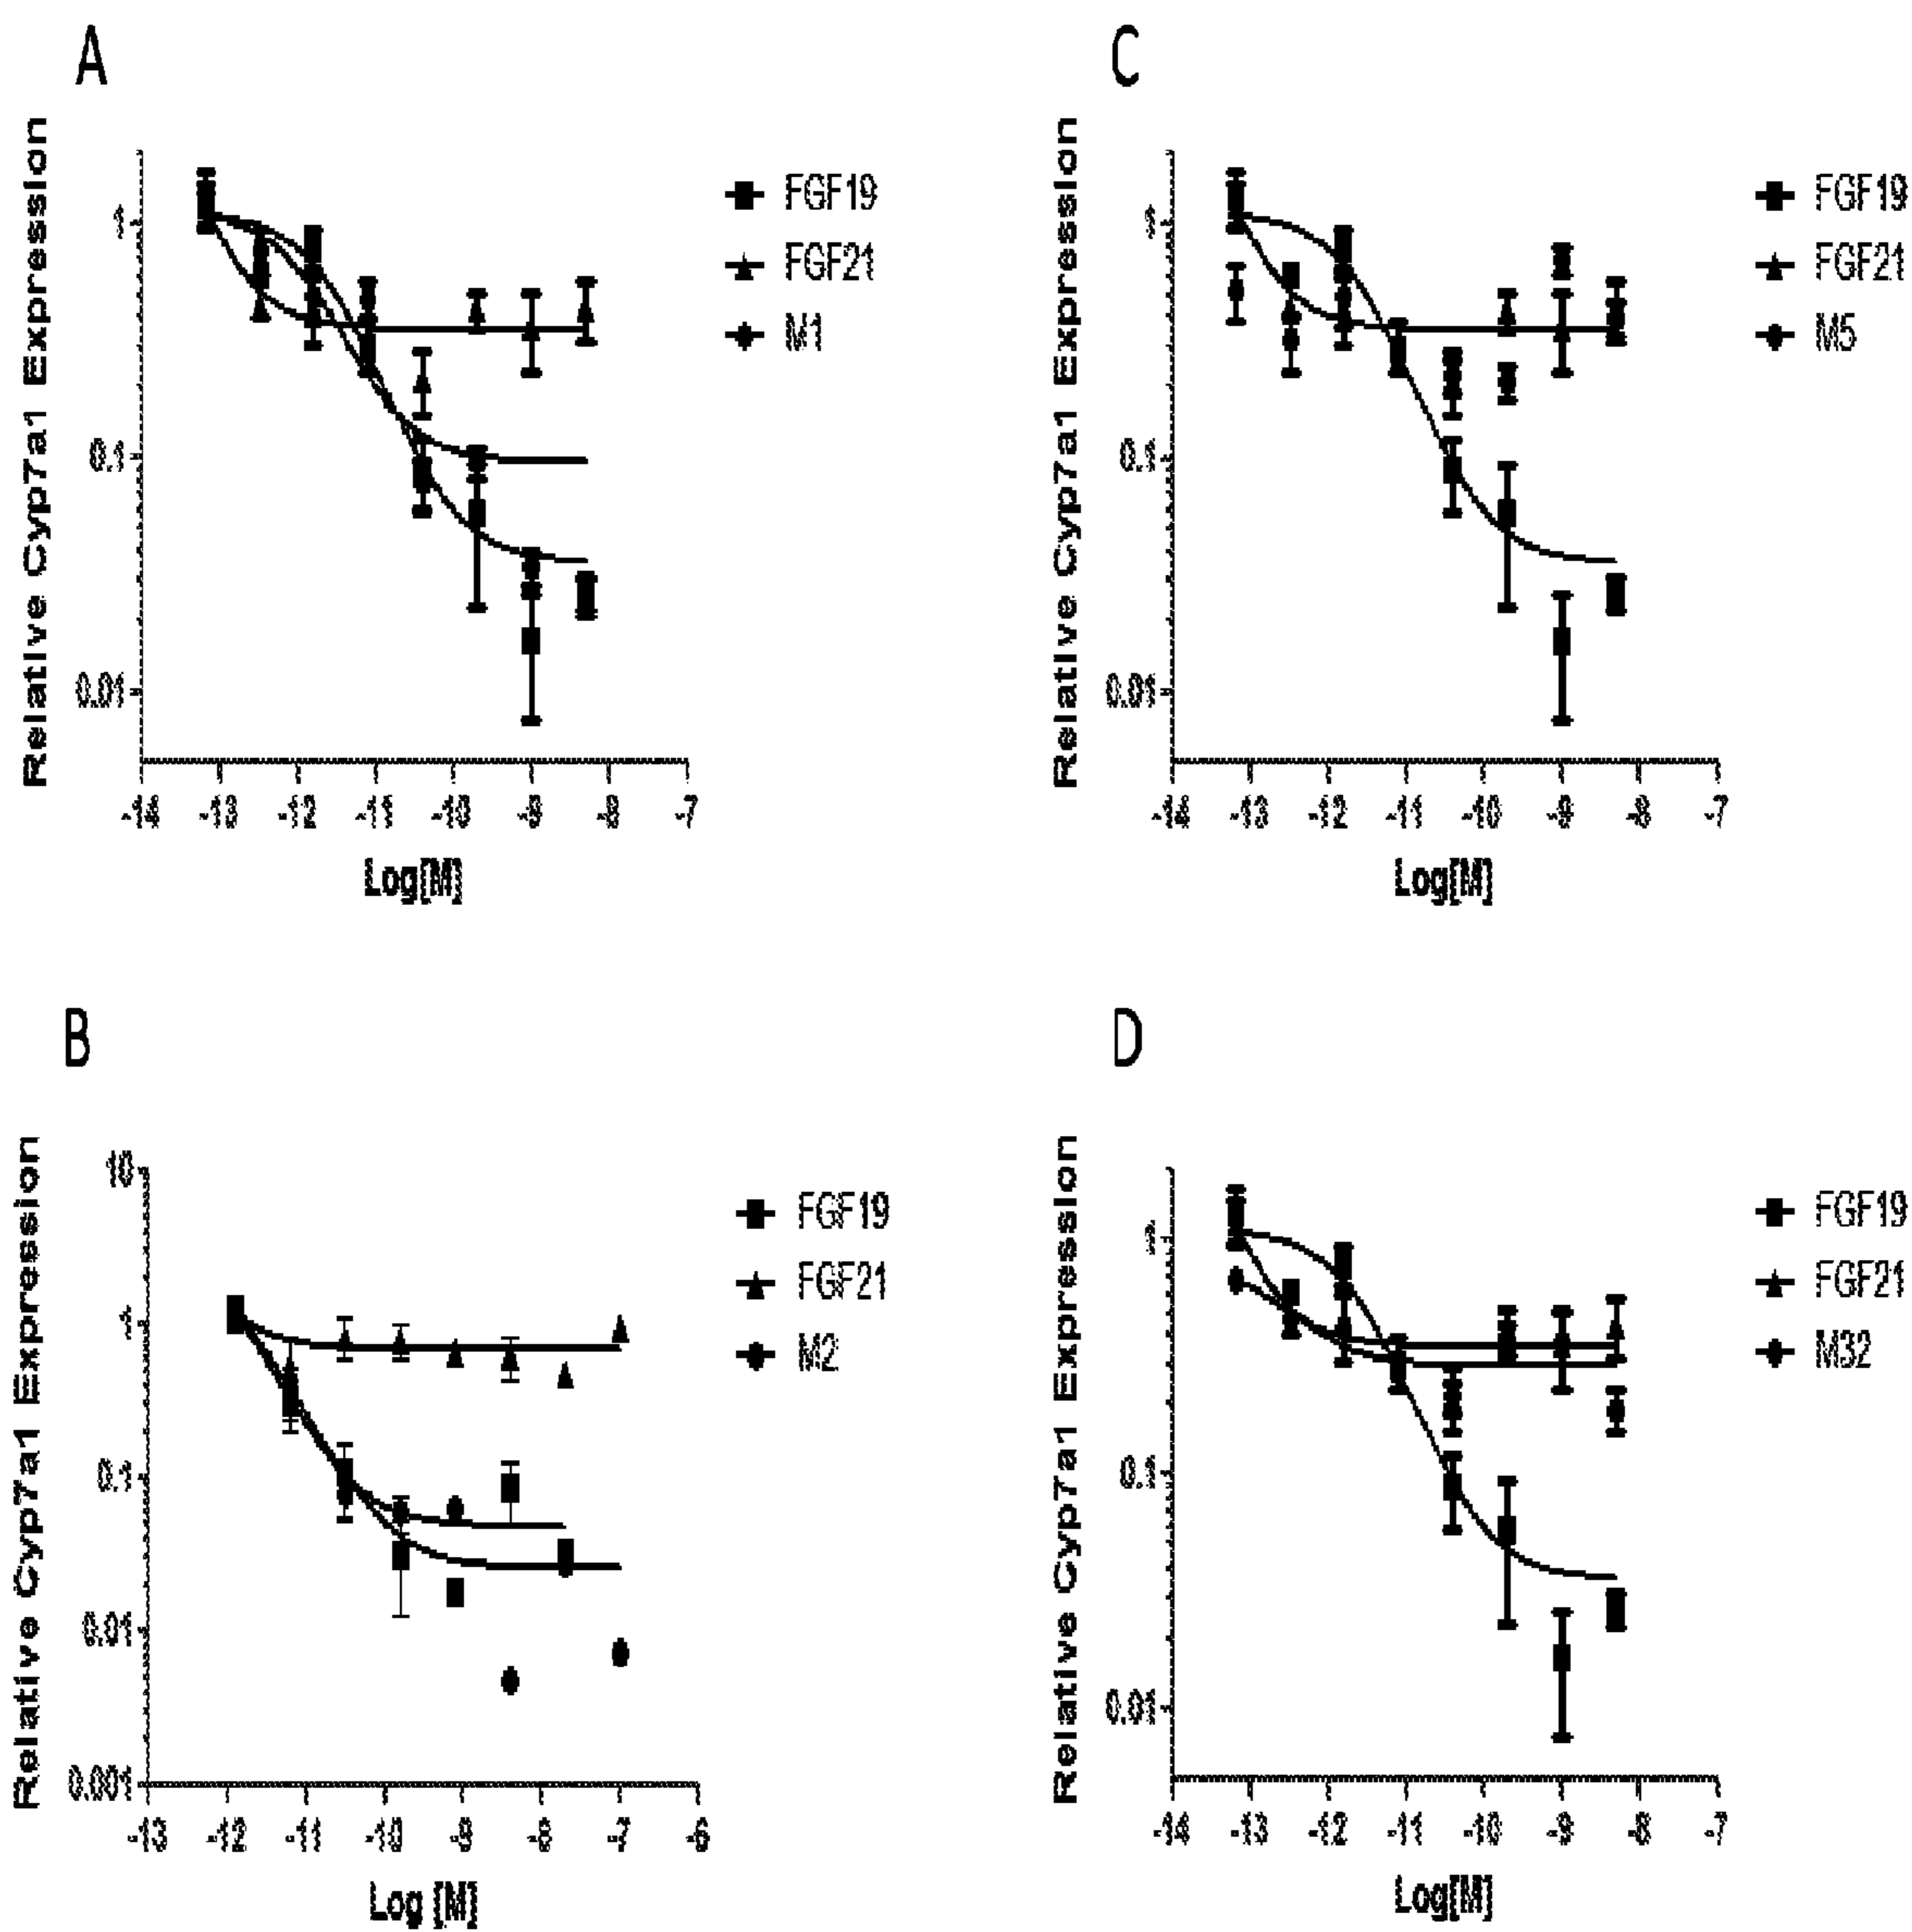 A
Relative Cyp7a1 Expression
1
0.1
0.01
-14 -13 -12 -11 -10 -9 -8 -7
Log[M]
FGF19
FGF21
M1
C
Relative Cyp7a1 Expression
1
0.1
0.01
-14 -13 -12 -11 -10 -9 -8 -7
Log[M]
FGF19
FGF21
M5
B
Relative Cyp7a1 Expression
10
1
0.1
0.01
0.001
-13 -12 -11 -10 -9 -8 -7 -6
Log [M]
FGF19
FGF21
M2
D
Relative Cyp7a1 Expression
1
0.1
0.01
-14 -13 -12 -11 -10 -9 -8 -7
Log[M]
FGF19
FGF21
M32